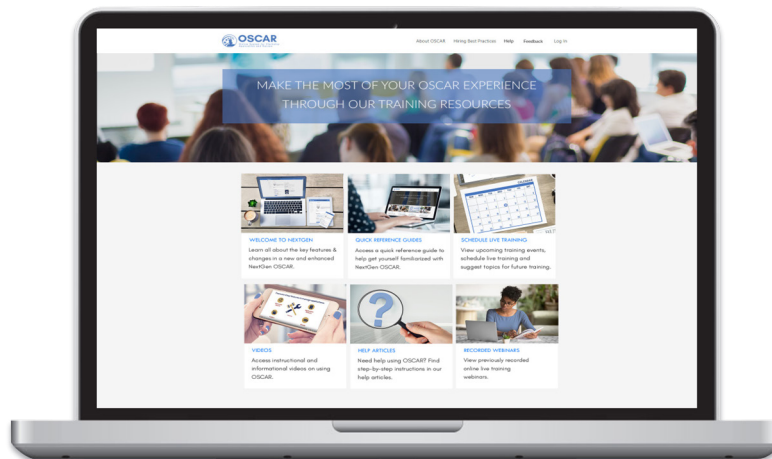 OSCAR
About OSCAR Hiring Best Practices Help Feedback Log In
MAKE THE MOST OF YOUR OSCAR EXPERIENCE
THROUGH OUR TRAINING RESOURCES
WELCOME TO NEXTGEN
Learn all about the key features &
changes in a new and enhanced
NextGen OSCAR.
QUICK REFERENCE GUIDES
Access a quick reference guide to
help get yourself familiarized with
NextGen OSCAR.
CALENDAR
SCHEDULE LIVE TRAINING
View upcoming training events,
schedule live training and
suggest topics for future training.
VIDEOS
Access instructional and
informational videos on using
OSCAR.
?
HELP ARTICLES
Need help using OSCAR? Find
step-by-step instructions in our
help articles.
RECORDED WEBINARS
View previously recorded
online live training
webinars.